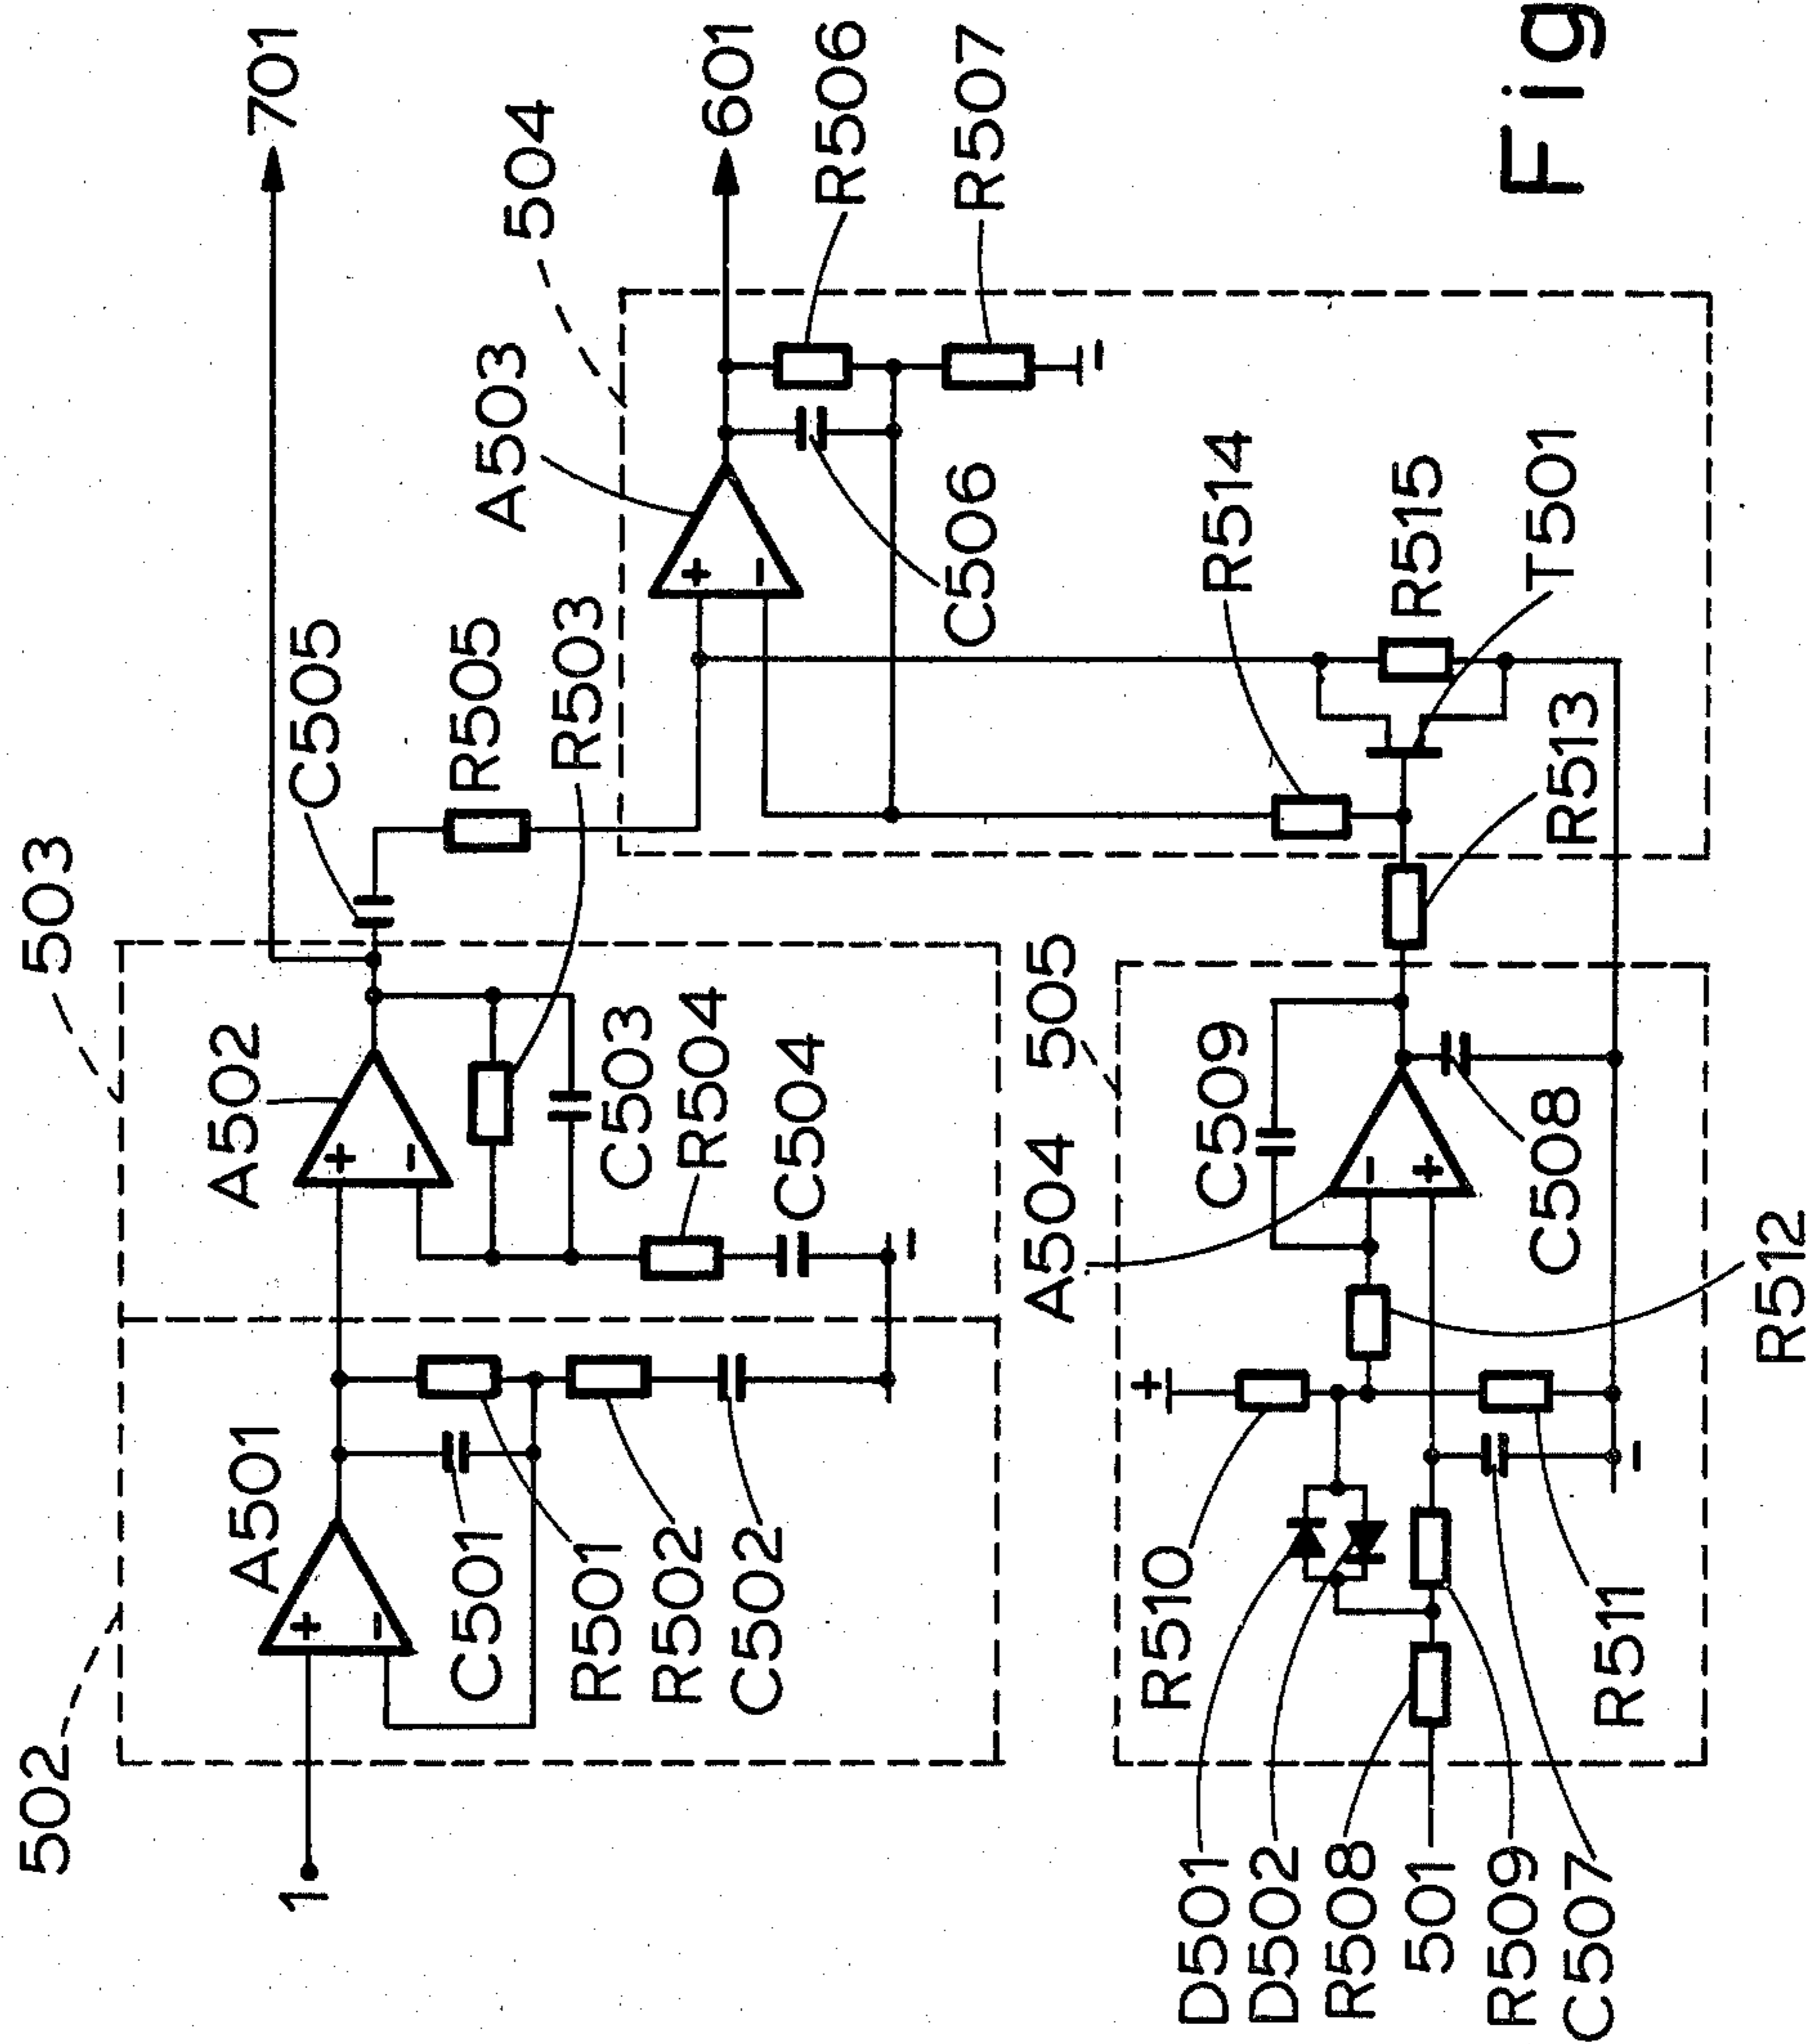 701
601
504
R506
R507
A503
C505
R505
R503
503
C506
R514
R515
T501
R513
A502
C503
R504
C504
505
C509
A504
C508
R512
502
A501
C501
R501
R502
C502
1
R510
R511
D501
D502
R508
501
R509
C507
+
-
+
-
+
-
-
+
+
-
-
-
Fig